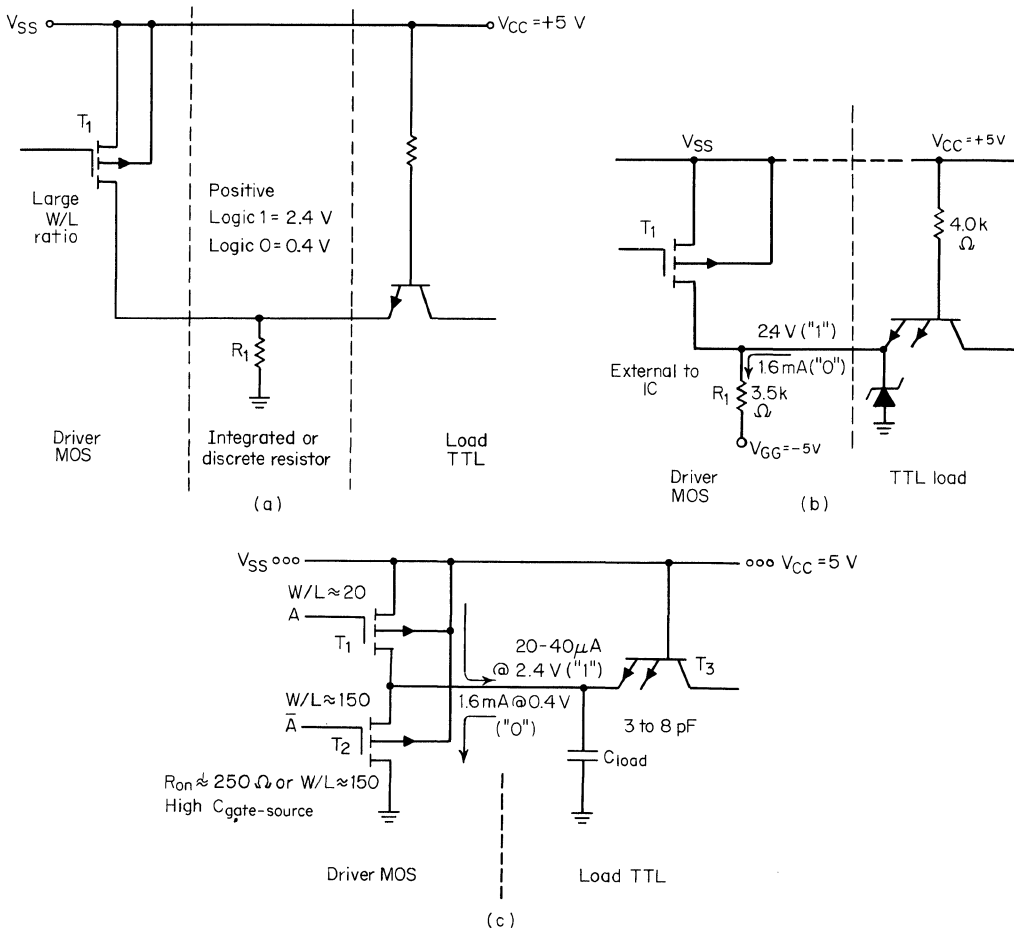 VSS
VCC = +5 V
T1
Large
W/L
ratio
Positive
Logic 1 = 2.4 V
Logic 0 = 0.4 V
R1
Driver
MOS
Integrated or
discrete resistor
Load
TTL
(a)
VSS
VCC = +5V
T1
4.0k
Ω
2.4 V ("1")
1.6 mA ("0")
External to
IC
R1
3.5k
Ω
VGG = −5V
Driver
MOS
TTL load
(b)
VSS
VCC = 5 V
W/L ≈ 20
A
T1
20-40μA
@ 2.4 V ("1")
T3
W/L ≈ 150
1.6 mA @ 0.4 V
("0")
A̅
T2
3 to 8 pF
Cload
Ron ≈ 250 Ω or W/L ≈ 150
High Cgate-source
Driver MOS
Load TTL
(c)